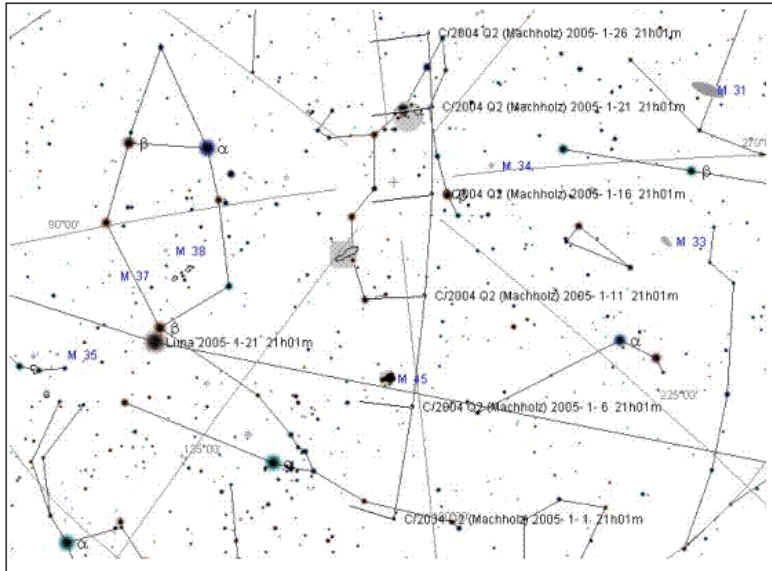 C/2004 Q2 (Machholz) 2005- 1-26 21h01m
M 31
C/2004 Q2 (Machholz) 2005- 1-21 21h01m
α
β
α
270°
M 34
β
C/2004 Q2 (Machholz) 2005- 1-16 21h01m
β
90°00'
M 38
M 33
M 37
C/2004 Q2 (Machholz) 2005- 1-11 21h01m
β
Luna 2005- 1-21 21h01m
α
M 35
M 45
225°00'
C/2004 Q2 (Machholz) 2005- 1- 6 21h01m
135°00'
α
C/2004 Q2 (Machholz) 2005- 1- 1 21h01m
α